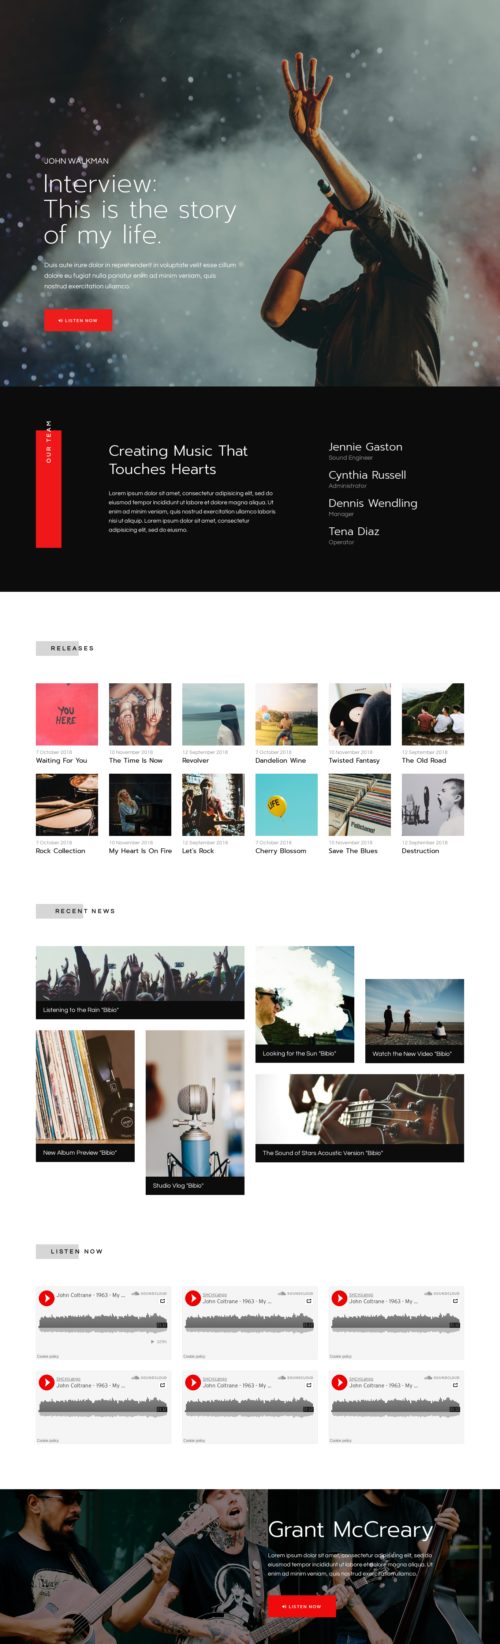 JOHN WALKMAN
Interview:
This is the story
of my life.
Duis aute irure dolor in reprehenderit in voluptate velit esse cillum
dolore eu fugiat nulla pariatur enim ad minim veniam, quis
nostrud exercitation ullamco.
LISTEN NOW
OUR TEAM
Creating Music That
Touches Hearts
Lorem ipsum dolor sit amet, consectetur adipisicing elit, sed do
eiusmod tempor incididunt ut labore et dolore magna aliqua. Ut
enim ad minim veniam, quis nostrud exercitation ullamco laboris
nisi ut aliquip. Lorem ipsum dolor sit amet, consectetur
adipisicing elit, sed do eiusmo.
Jennie Gaston
Sound Engineer
Cynthia Russell
Administrator
Dennis Wendling
Manager
Tena Diaz
Operator
RELEASES
YOU
HERE
7 October 2018
Waiting For You
10 November 2018
The Time Is Now
12 September 2018
Revolver
7 October 2018
Dandelion Wine
10 November 2018
Twisted Fantasy
12 September 2018
The Old Road
7 October 2018
Rock Collection
10 November 2018
My Heart Is On Fire
12 September 2018
Let's Rock
LIFE
7 October 2018
Cherry Blossom
10 November 2018
Save The Blues
12 September 2018
Destruction
RECENT NEWS
Listening to the Rain "Bibio"
Looking for the Sun "Bibio"
Watch the New Video "Bibio"
New Album Preview "Bibio"
Studio Vlog "Bibio"
The Sound of Stars Acoustic Version "Bibio"
LISTEN NOW
SOUNDCLOUD
John Coltrane - 1963 - My ...
Cookie policy
SOUNDCLOUD
John Coltrane - 1963 - My ...
Cookie policy
SOUNDCLOUD
John Coltrane - 1963 - My ...
Cookie policy
SOUNDCLOUD
John Coltrane - 1963 - My ...
Cookie policy
SOUNDCLOUD
John Coltrane - 1963 - My ...
Cookie policy
SOUNDCLOUD
John Coltrane - 1963 - My ...
Cookie policy
Grant McCreary
Lorem ipsum dolor sit amet, consectetur adipisicing elit, sed do
eiusmod tempor incididunt ut labore et dolore magna aliqua. Ut
enim ad minim veniam, quis nostrud exercitation ullamco.
LISTEN NOW